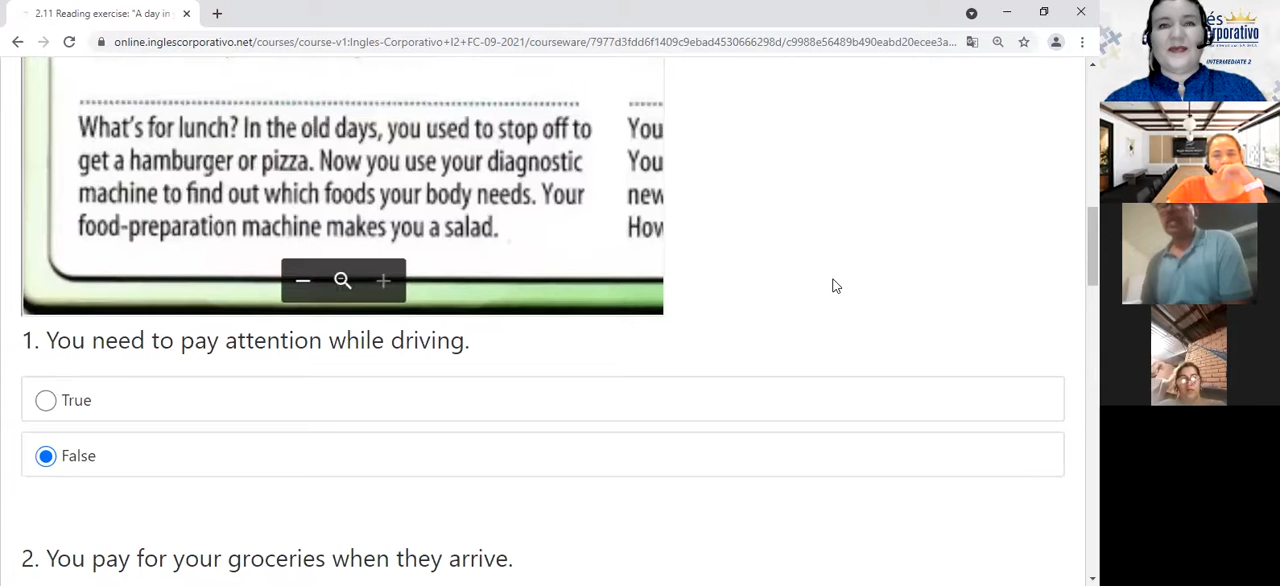 2.11 Reading exercise: "A day in
online.inglescorporativo.net/courses/course-v1:Ingles-Corporativo+I2+FC-09-2021/courseware/7977d3fdd6f1409c9ebad4530666298d/c9988e56489b490eabd20ecee3a...
és
rporativo
INTERMEDIATE 2
What's for lunch? In the old days, you used to stop off to
get a hamburger or pizza. Now you use your diagnostic
machine to find out which foods your body needs. Your
food-preparation machine makes you a salad.
You
You
new
How
1. You need to pay attention while driving.
True
False
2. You pay for your groceries when they arrive.